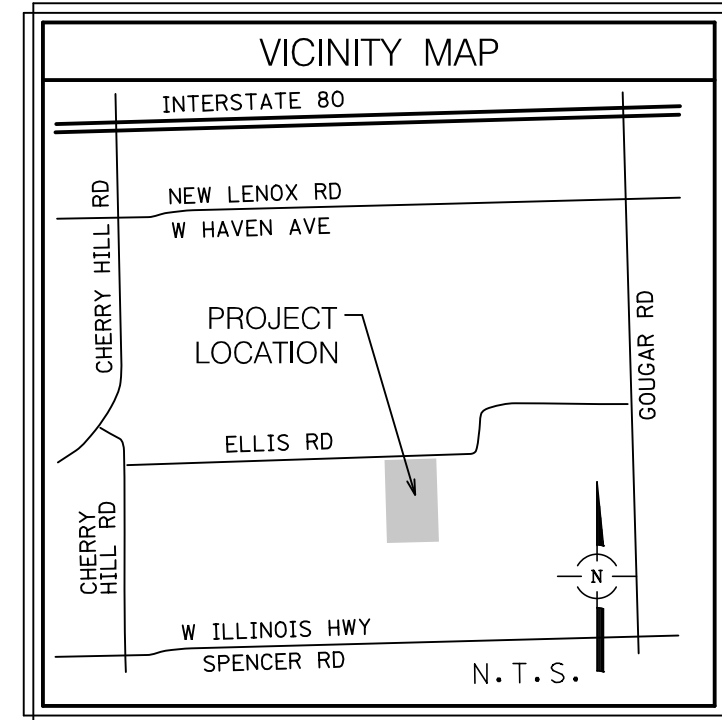 VICINITY MAP
INTERSTATE 80
CHERRY HILL RD
NEW LENOX RD
W HAVEN AVE
PROJECT
LOCATION
GOUGAR RD
ELLIS RD
CHERRY
HILL RD
N
W ILLINOIS HWY
SPENCER RD
N.T.S.